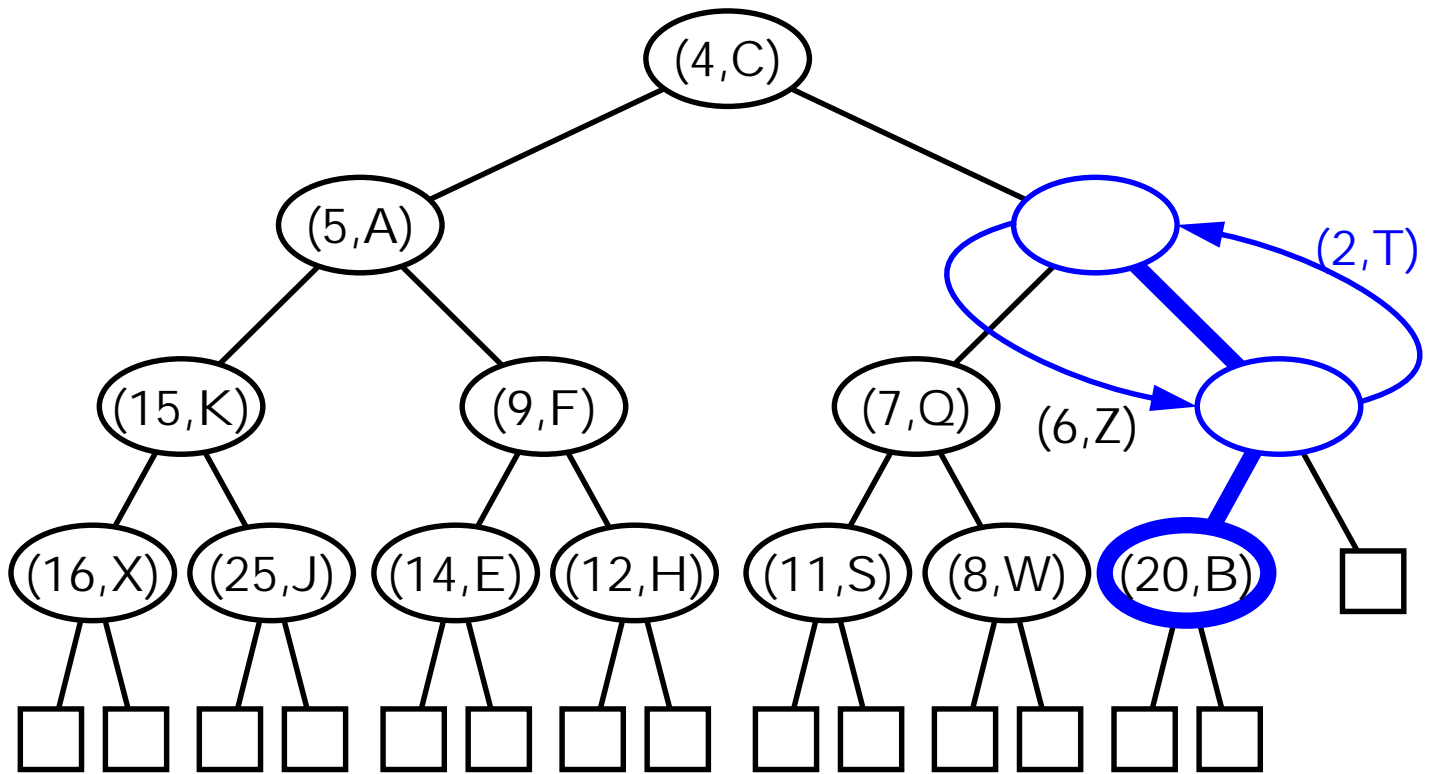 (4,C)
(5,A)
(2,T)
(15,K)
(9,F)
(7,Q)
(6,Z)
(16,X)
(25,J)
(14,E)
(12,H)
(11,S)
(8,W)
(20,B)